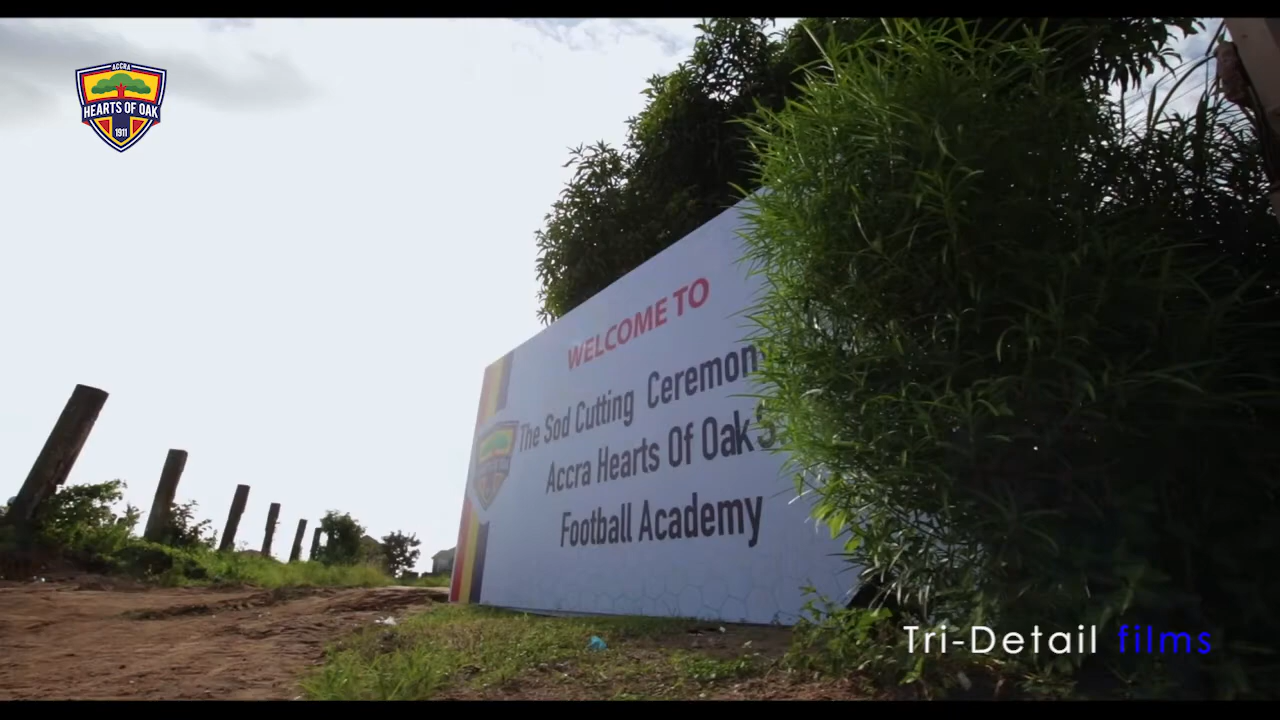 ACCRA
HEARTS OF OAK
1911
WELCOME TO
The Sod Cutting Ceremony
Accra Hearts Of Oak S
Football Academy
Tri-Detail films